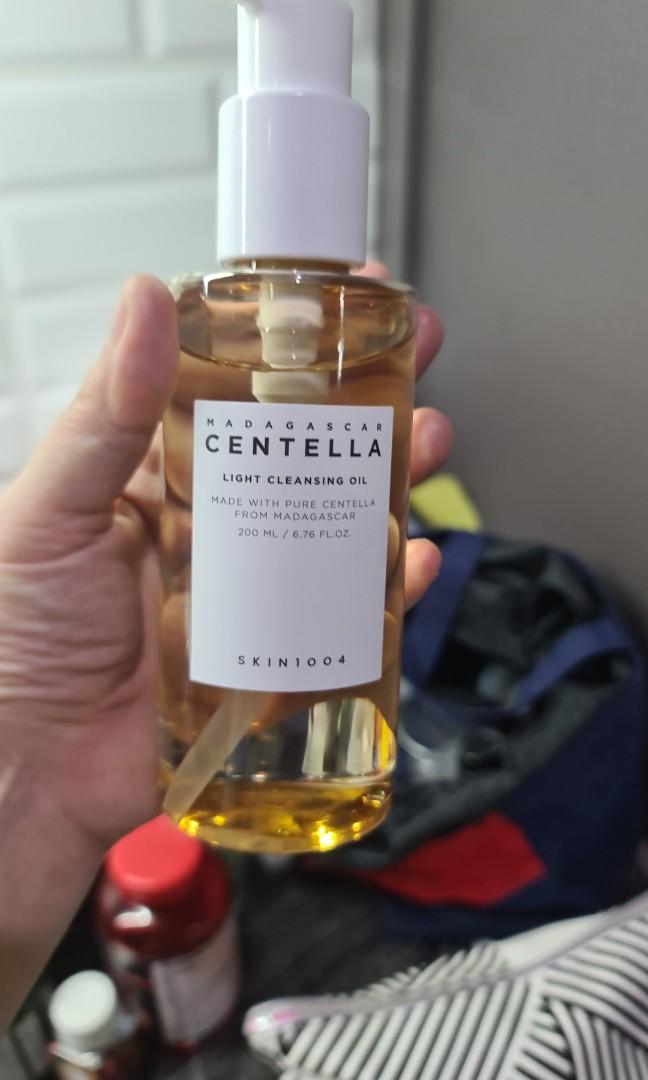 MADAGASCAR
CENTELLA
LIGHT CLEANSING OIL
MADE WITH PURE CENTELLA
FROM MADAGASCAR
200 ML / 6.76 FL.OZ.
SKIN1004